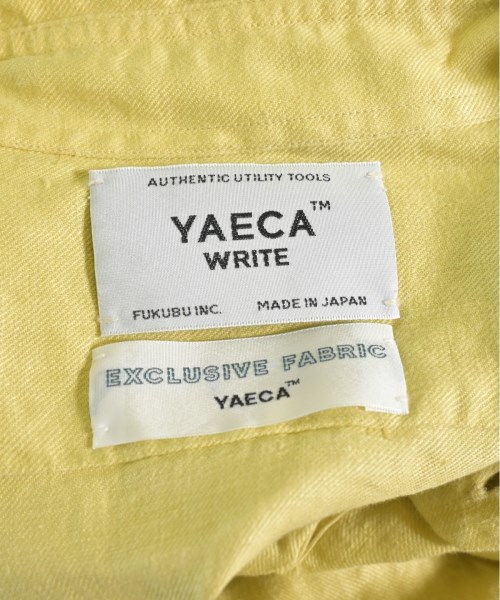 AUTHENTIC UTILITY TOOLS
YAECA™
WRITE
FUKUBU INC. MADE IN JAPAN
EXCLUSIVE FABRIC
YAECA™